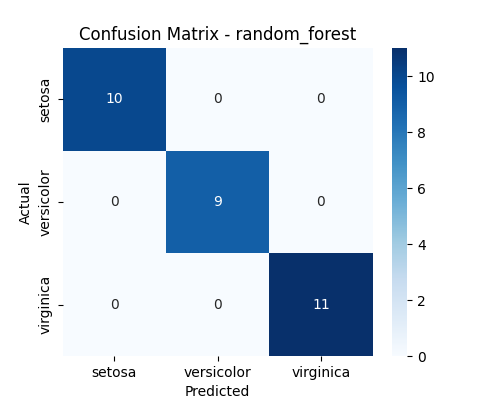 Confusion Matrix - random_forest
setosa
10 0 0
10
8
versicolor
0 9 0
Actual
6
4
virginica
0 0 11
2
0
setosa versicolor virginica
Predicted